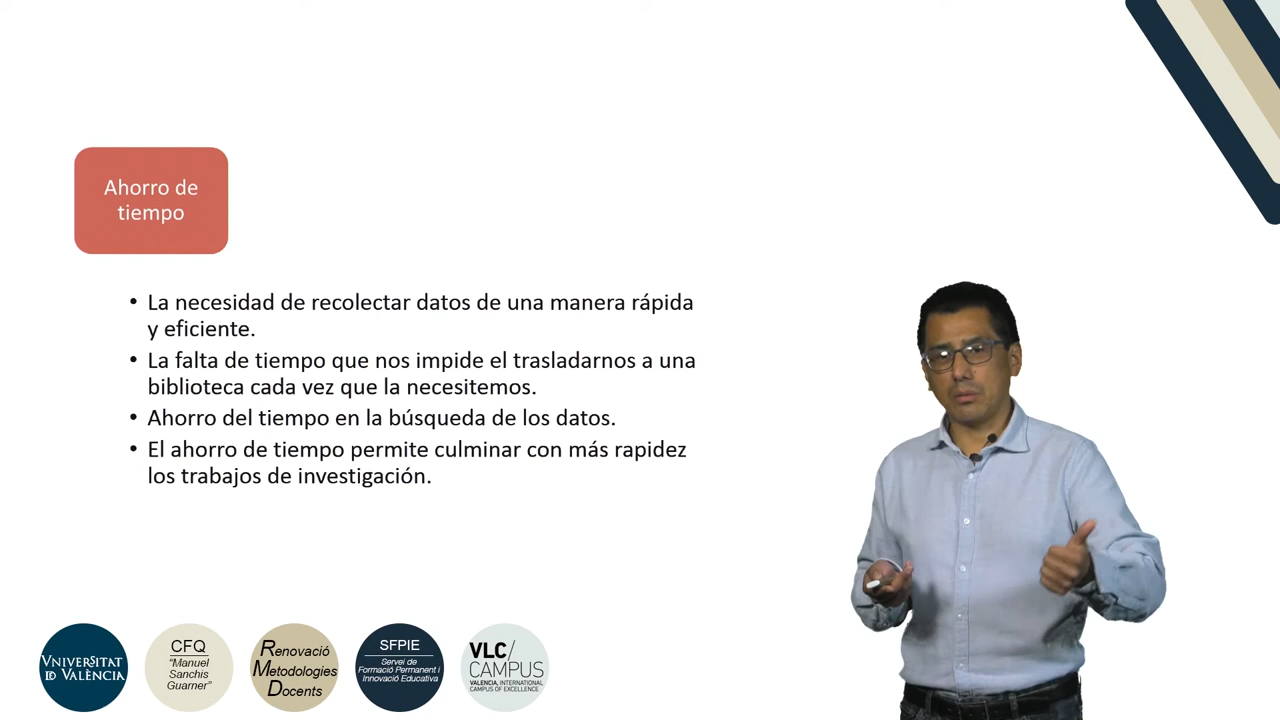 Ahorro de
tiempo
• La necesidad de recolectar datos de una manera rápida
y eficiente.
• La falta de tiempo que nos impide el trasladarnos a una
biblioteca cada vez que la necesitemos.
• Ahorro del tiempo en la búsqueda de los datos.
• El ahorro de tiempo permite culminar con más rapidez
los trabajos de investigación.
VNIVERSITAT
ID VALÈNCIA
CFQ
"Manuel
Sanchis
Guarner"
Renovació
Metodologies
Docents
SFPIE
Servei de
Formació Permanent i
Innovació Educativa
VLC/
CAMPUS
VALENCIA, INTERNATIONAL
CAMPUS OF EXCELLENCE